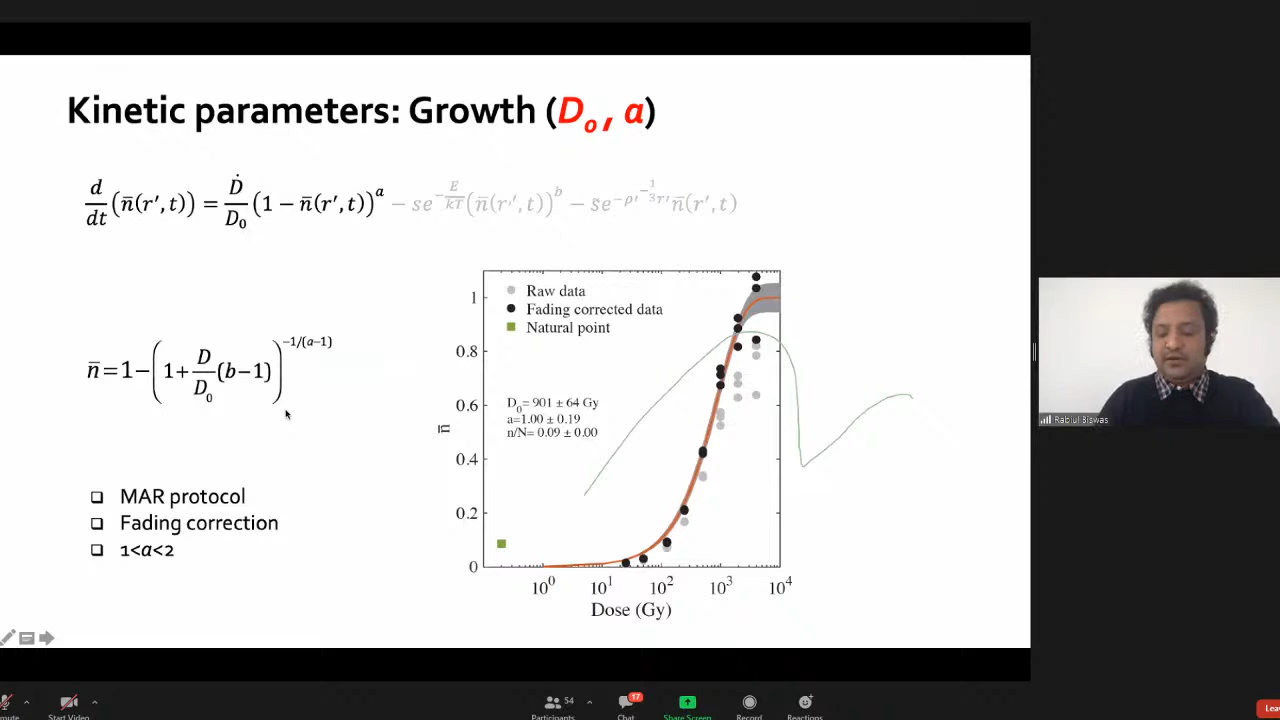 Kinetic parameters: Growth (Do, a)
d/dt (n̄(r′, t)) = Ḋ/D₀ (1 − n̄(r′, t))ᵃ − se^(−E/kT) (n̄(r′, t))ᵇ − s̃e^(−ρ′^(−1/3) r′) n̄(r′, t)
n̄ = 1− (1+ D/D₀ (b−1))^(−1/(a−1))
MAR protocol
Fading correction
1<a<2
Raw data
Fading corrected data
Natural point
D₀= 901 ± 64 Gy
a=1.00 ± 0.19
n/N= 0.09 ± 0.00
n̄
1
0.8
0.6
0.4
0.2
0
10⁰ 10¹ 10² 10³ 10⁴
Dose (Gy)
Rabiul Biswas
mute
Start Video
54
Participants
17
Chat
Share Screen
Record
Reactions
Lea